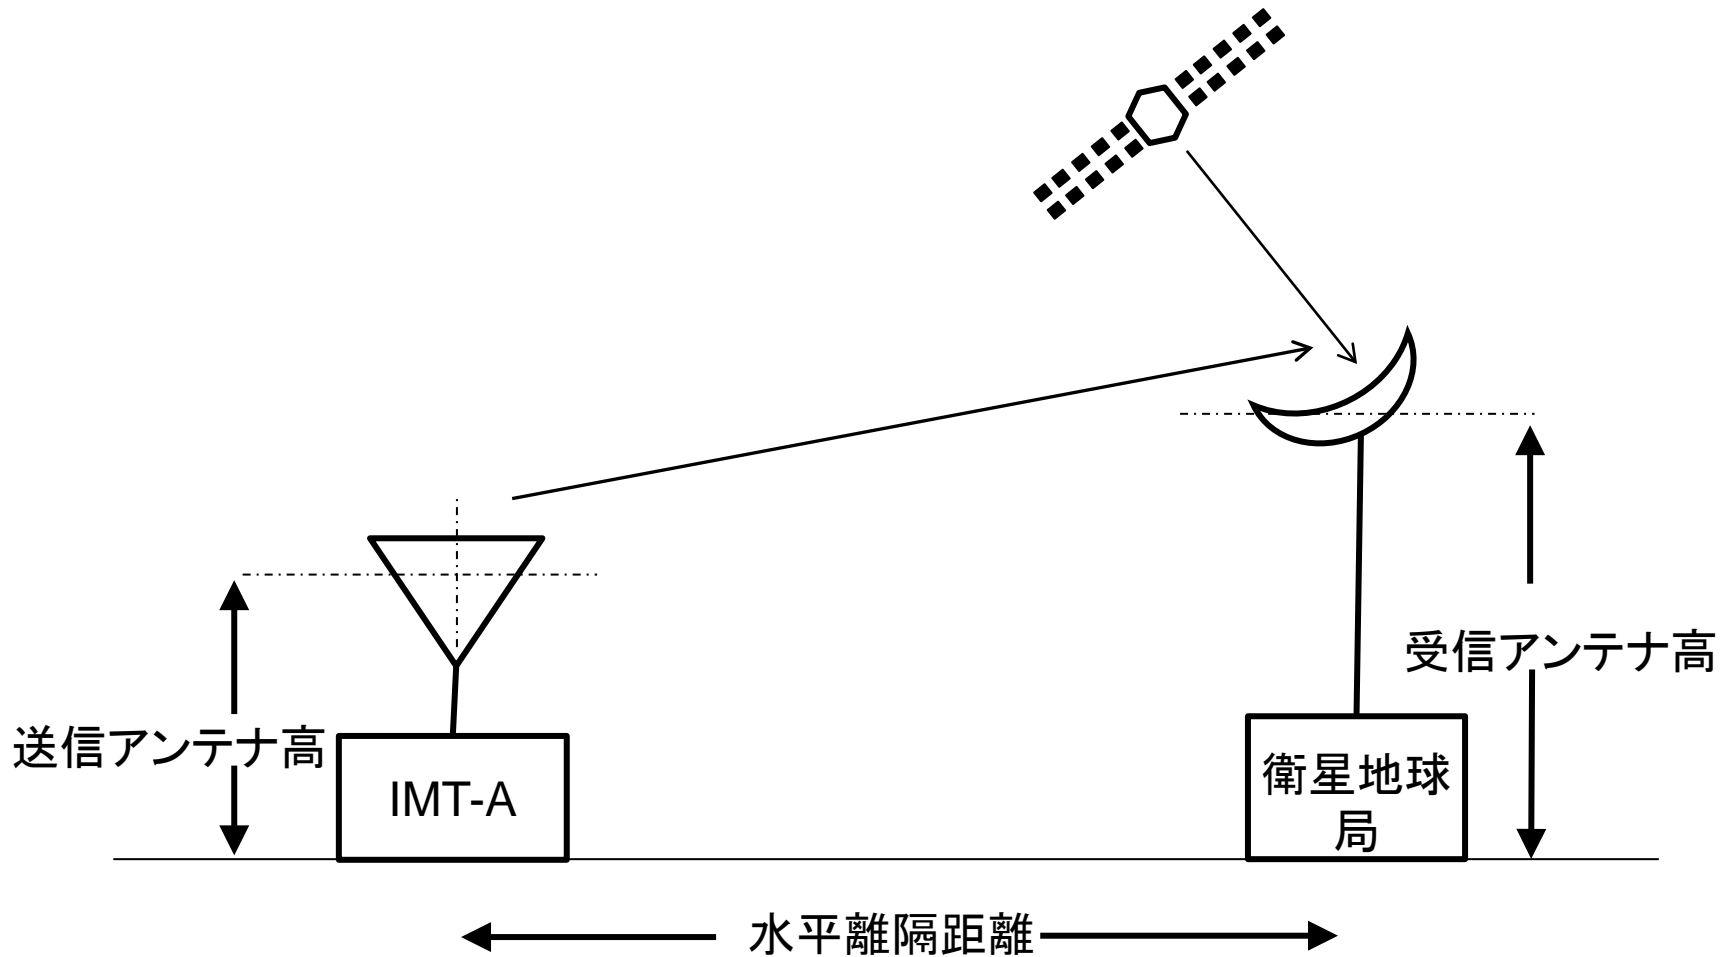 受信アンテナ高
送信アンテナ高
IMT-A
衛星地球
局
水平離隔距離